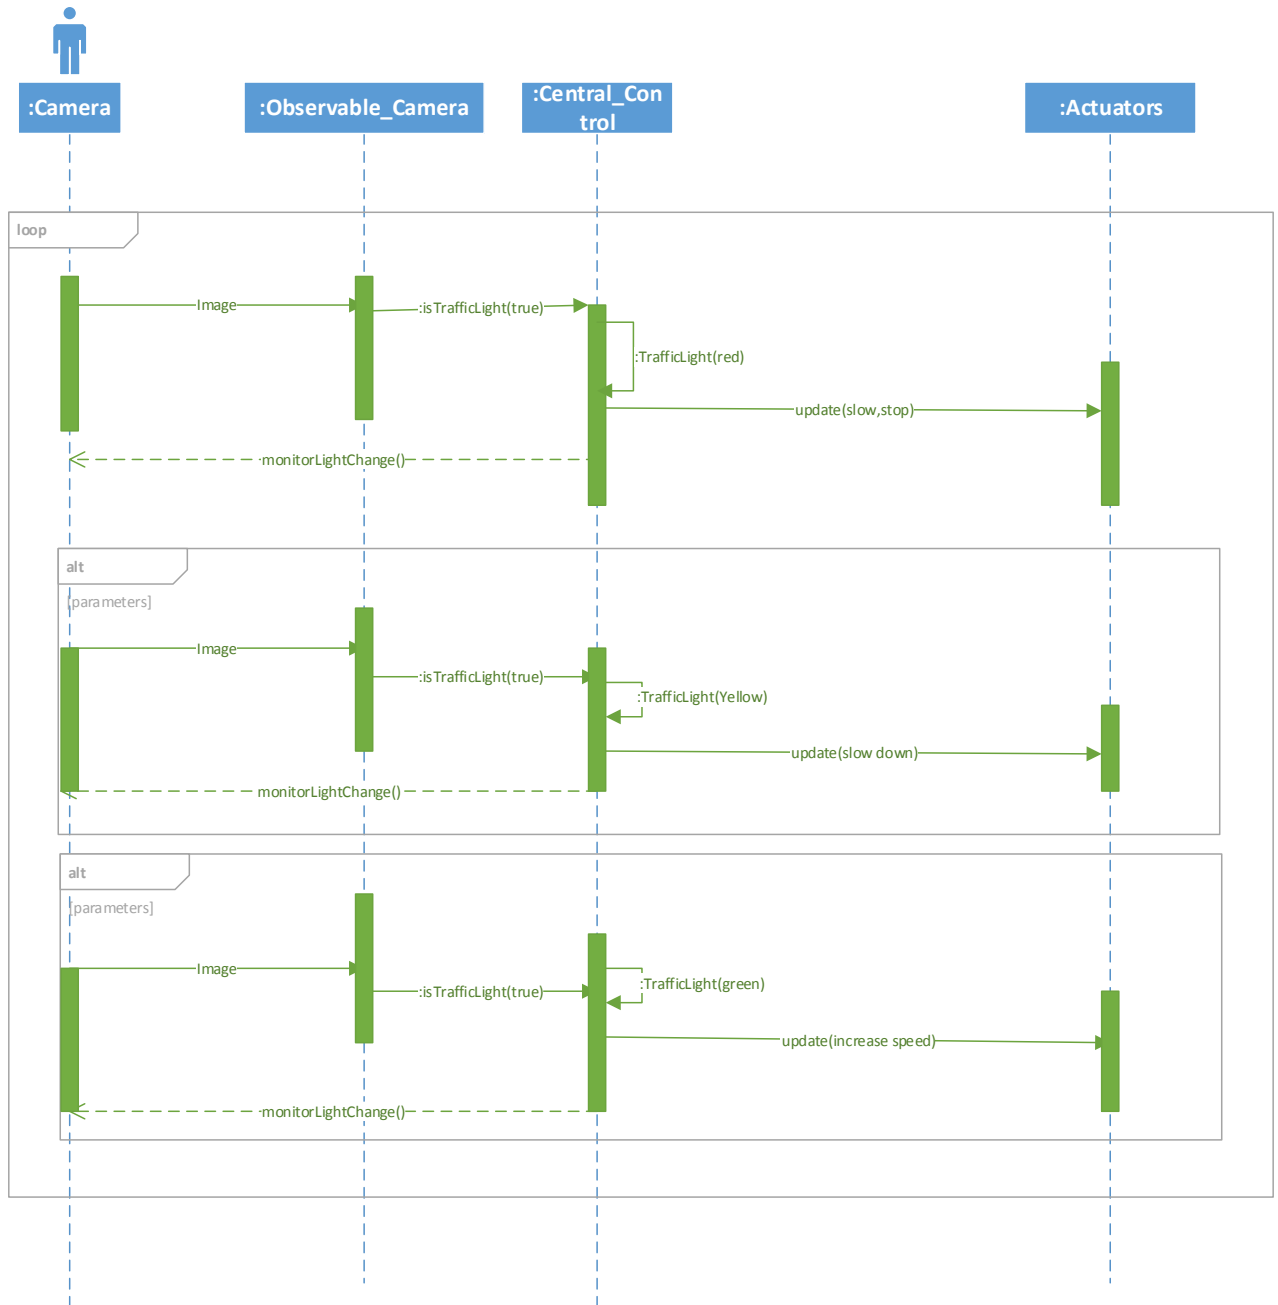 :Camera
:Observable_Camera
:Central_Con
trol
:Actuators
loop
Image
:isTrafficLight(true)
:TrafficLight(red)
update(slow,stop)
monitorLightChange()
alt
[parameters]
Image
:isTrafficLight(true)
:TrafficLight(Yellow)
update(slow down)
monitorLightChange()
alt
[parameters]
Image
:isTrafficLight(true)
:TrafficLight(green)
update(increase speed)
monitorLightChange()